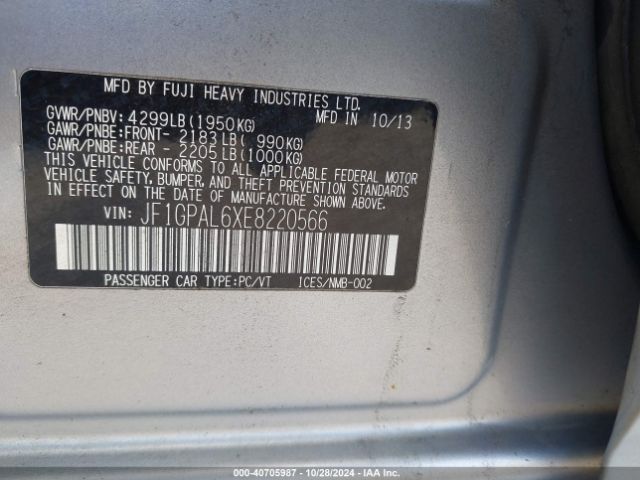 MFD BY FUJI HEAVY INDUSTRIES LTD.
GVWR/PNBV: 4299LB(1950KG) MFD IN 10/13
GAWR/PNBE:FRONT- 2183LB( 990KG)
GAWR/PNBE:REAR - 2205LB(1000KG)
THIS VEHICLE CONFORMS TO ALL APPLICABLE FEDERAL MOTOR
VEHICLE SAFETY, BUMPER, AND THEFT PREVENTION STANDARDS
IN EFFECT ON THE DATE OF MANUFACTURE SHOWN ABOVE.
VIN: JF1GPAL6XE8220566
PASSENGER CAR TYPE:PC/VT ICES/NMB-002
000-40705987 - 10/28/2024 - IAA Inc.